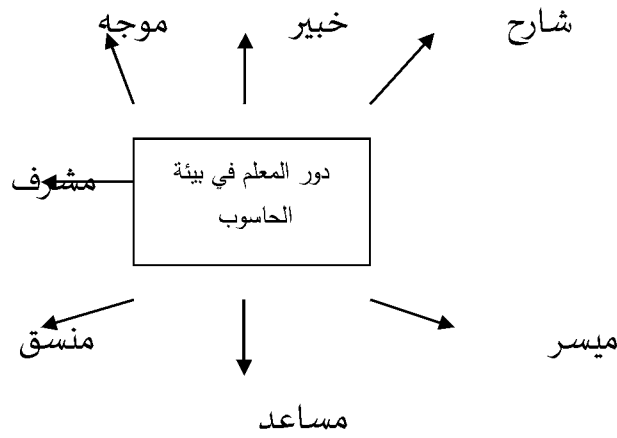 شارح
خبير
موجه
دور المعلم في بيئة
الحاسوب
مشرف
ميسر
منسق
مساعد